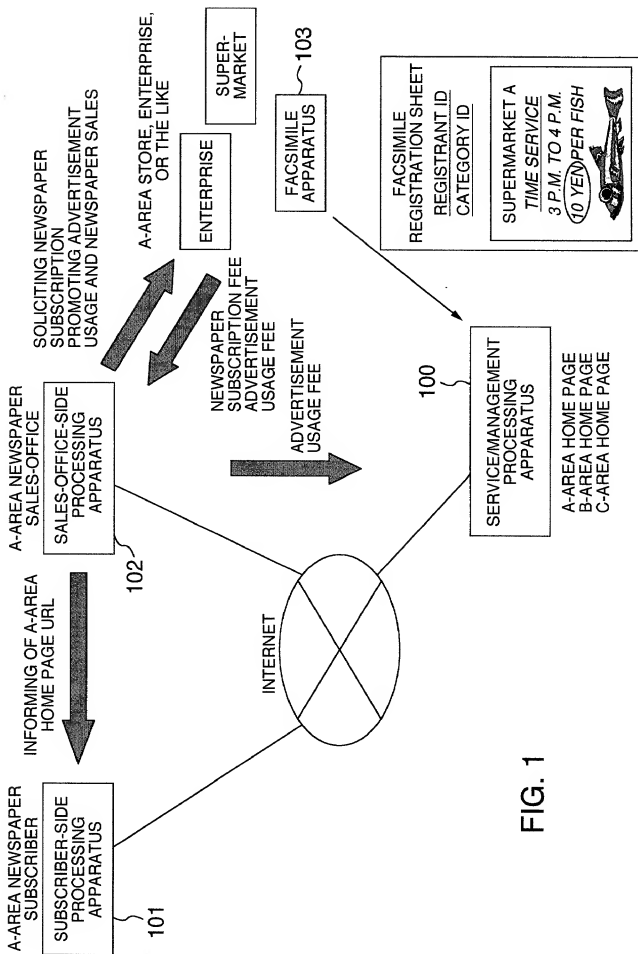 A-AREA NEWSPAPER
SUBSCRIBER
SUBSCRIBER-SIDE
PROCESSING
APPARATUS
101
INFORMING OF A-AREA
HOME PAGE URL
A-AREA NEWSPAPER
SALES-OFFICE
SALES-OFFICE-SIDE
PROCESSING
APPARATUS
102
SOLICITING NEWSPAPER
SUBSCRIPTION
PROMOTING ADVERTISEMENT
USAGE AND NEWSPAPER SALES
NEWSPAPER
SUBSCRIPTION FEE
ADVERTISEMENT
USAGE FEE
ADVERTISEMENT
USAGE FEE
A-AREA STORE, ENTERPRISE,
OR THE LIKE
ENTERPRISE
SUPER-
MARKET
FACSIMILE
APPARATUS
103
INTERNET
100
SERVICE/MANAGEMENT
PROCESSING
APPARATUS
A-AREA HOME PAGE
B-AREA HOME PAGE
C-AREA HOME PAGE
FACSIMILE
REGISTRATION SHEET
REGISTRANT ID
CATEGORY ID
SUPERMARKET A
TIME SERVICE
3 P.M. TO 4 P.M.
10 YEN PER FISH
FIG. 1